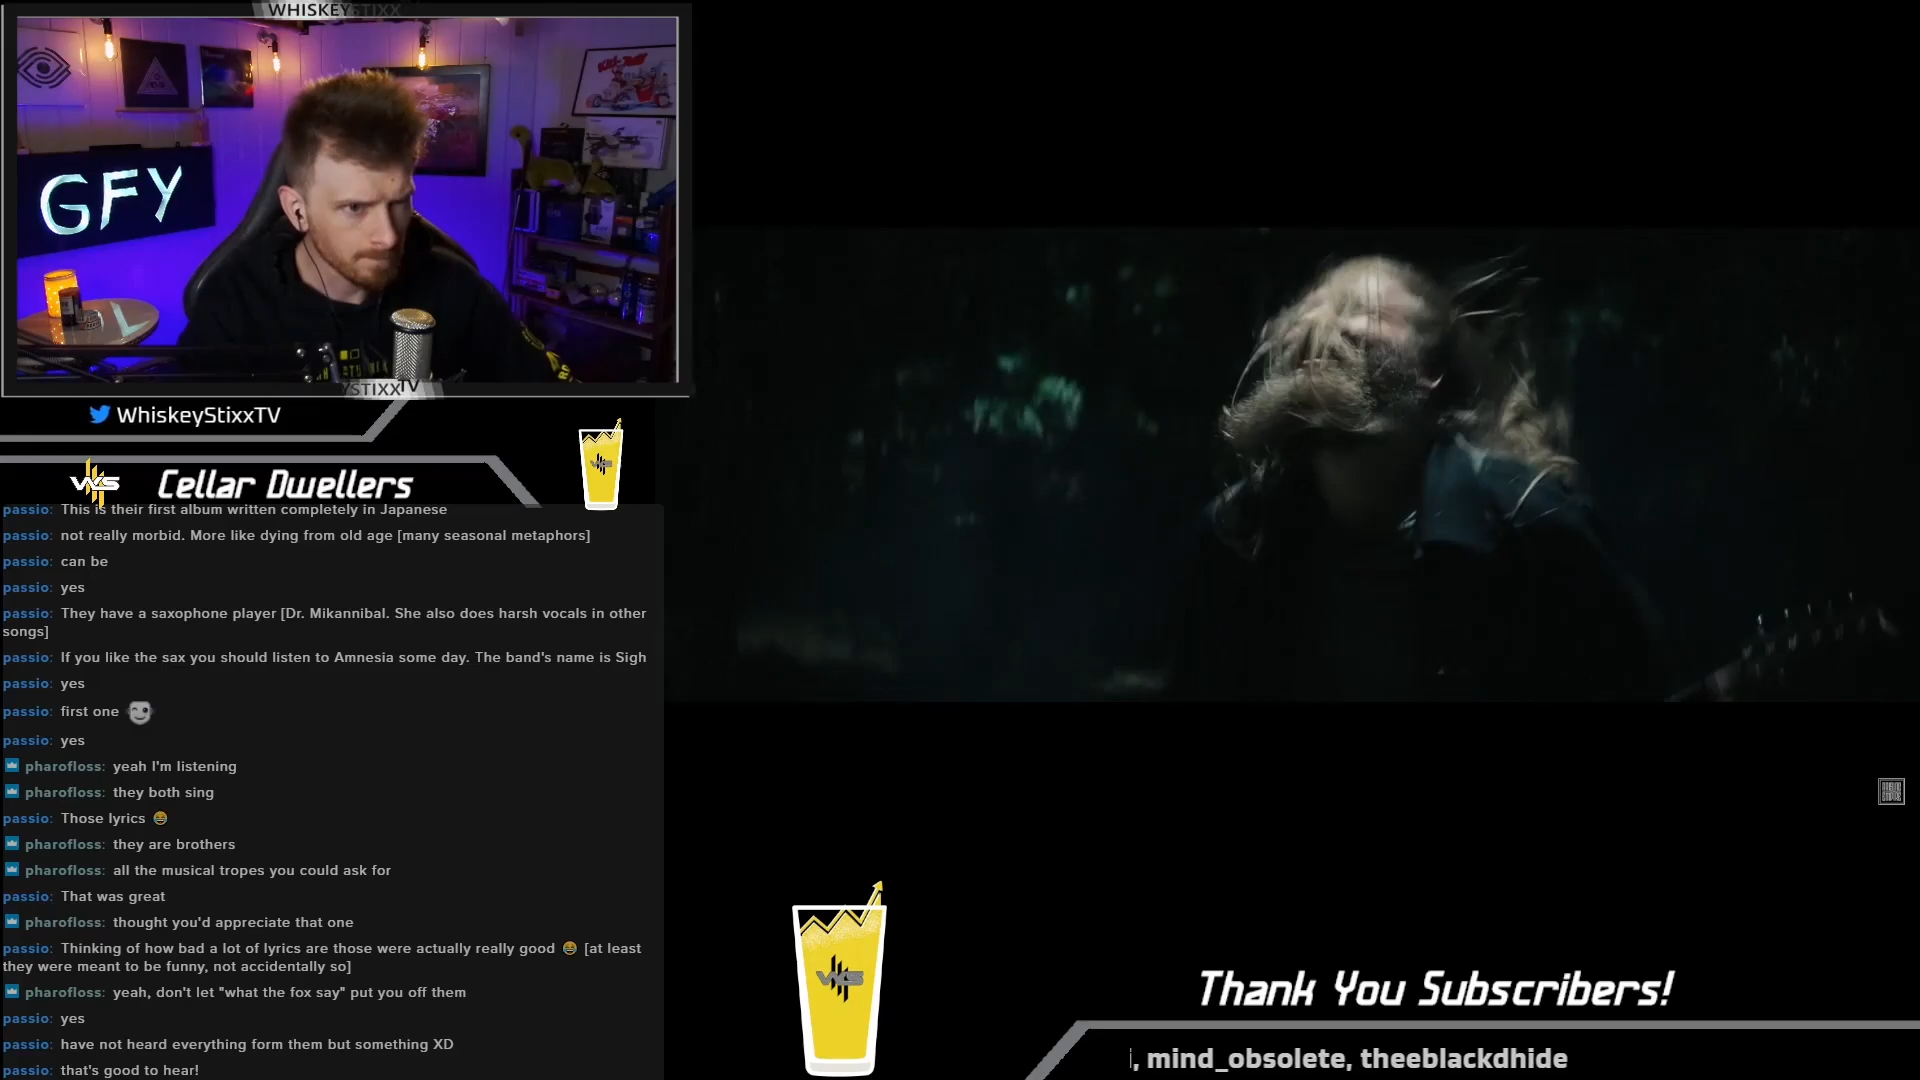 WHISKEYSTIXX
GFY
YSTIXXTV
WhiskeyStixxTV
WS Cellar Dwellers
passio: This is their first album written completely in Japanese
passio: not really morbid. More like dying from old age [many seasonal metaphors]
passio: can be
passio: yes
passio: They have a saxophone player [Dr. Mikannibal. She also does harsh vocals in other
songs]
passio: If you like the sax you should listen to Amnesia some day. The band's name is Sigh
passio: yes
passio: first one
passio: yes
pharofloss: yeah I'm listening
pharofloss: they both sing
passio: Those lyrics 😂
pharofloss: they are brothers
pharofloss: all the musical tropes you could ask for
passio: That was great
pharofloss: thought you'd appreciate that one
passio: Thinking of how bad a lot of lyrics are those were actually really good 😂 [at least
they were meant to be funny, not accidentally so]
pharofloss: yeah, don't let "what the fox say" put you off them
passio: yes
passio: have not heard everything form them but something XD
passio: that's good to hear!
WS
Thank You Subscribers!
i, mind_obsolete, theeblackdhide